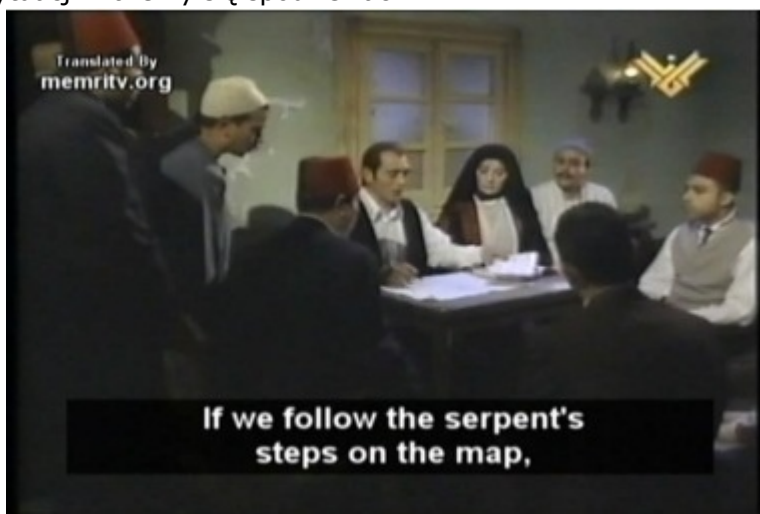 Translated By
memritv.org
If we follow the serpent's
steps on the map,